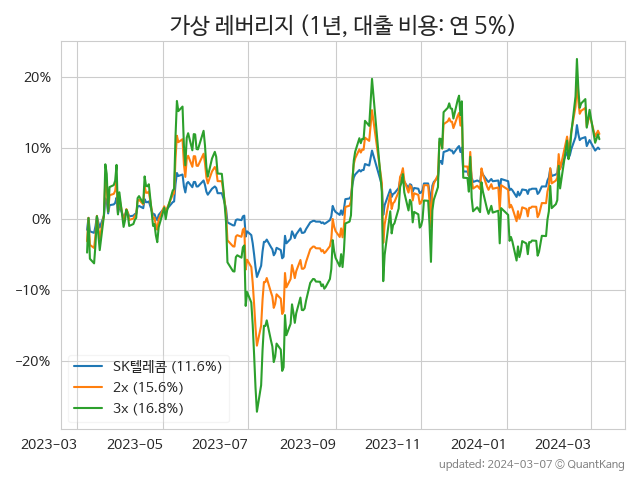 가상 레버리지 (1년, 대출 비용: 연 5%)
20%
10%
0%
−10%
−20%
SK텔레콤 (11.6%)
2x (15.6%)
3x (16.8%)
2023-03 2023-05 2023-07 2023-09 2023-11 2024-01 2024-03
updated: 2024-03-07 © QuantKang